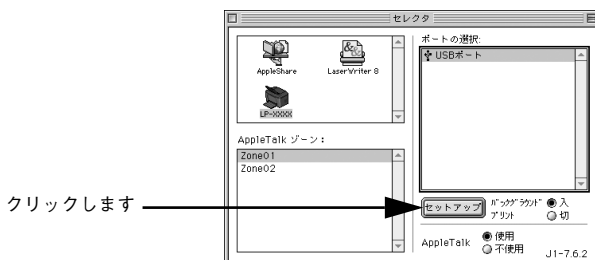 セレクタ
ポートの選択:
USBポート
AppleShare
LaserWriter 8
LP-XXXX
AppleTalk ゾーン：
Zone01
Zone02
クリックします
セットアップ
バックグラウンド
プリント
入
切
AppleTalk
使用
不使用
J1-7.6.2